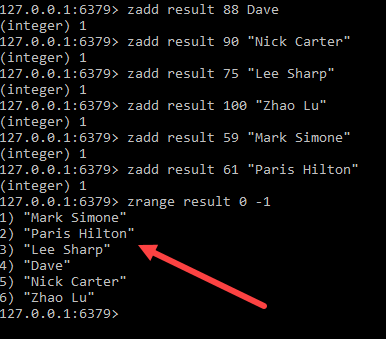 127.0.0.1:6379> zadd result 88 Dave
(integer) 1
127.0.0.1:6379> zadd result 90 "Nick Carter"
(integer) 1
127.0.0.1:6379> zadd result 75 "Lee Sharp"
(integer) 1
127.0.0.1:6379> zadd result 100 "Zhao Lu"
(integer) 1
127.0.0.1:6379> zadd result 59 "Mark Simone"
(integer) 1
127.0.0.1:6379> zadd result 61 "Paris Hilton"
(integer) 1
127.0.0.1:6379> zrange result 0 -1
1) "Mark Simone"
2) "Paris Hilton"
3) "Lee Sharp"
4) "Dave"
5) "Nick Carter"
6) "Zhao Lu"
127.0.0.1:6379>